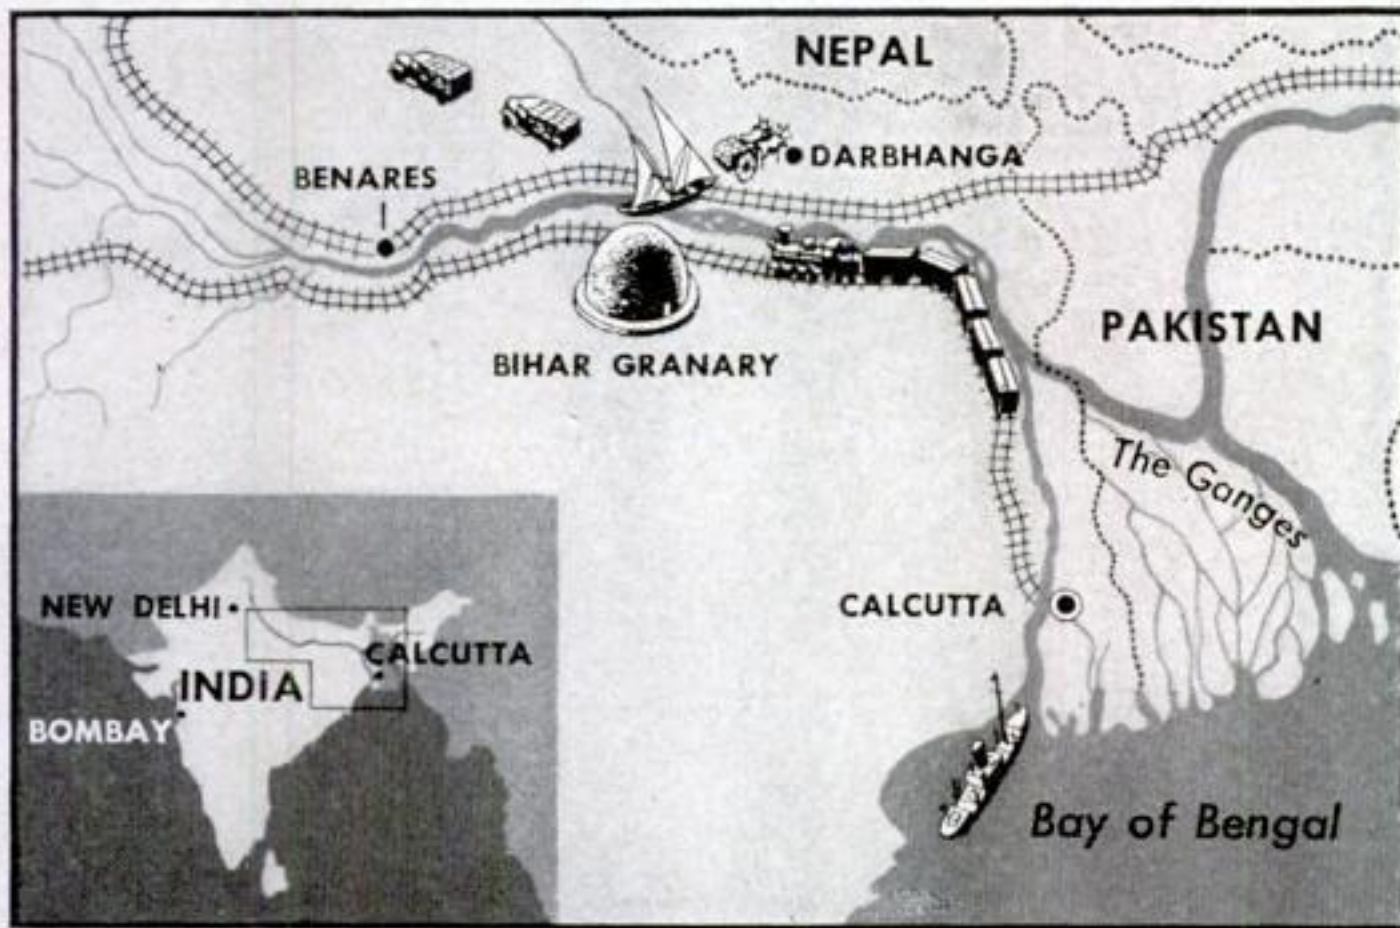 NEPAL
DARBHANGA
BENARES
PAKISTAN
BIHAR GRANARY
The Ganges
CALCUTTA
Bay of Bengal
NEW DELHI
CALCUTTA
INDIA
BOMBAY